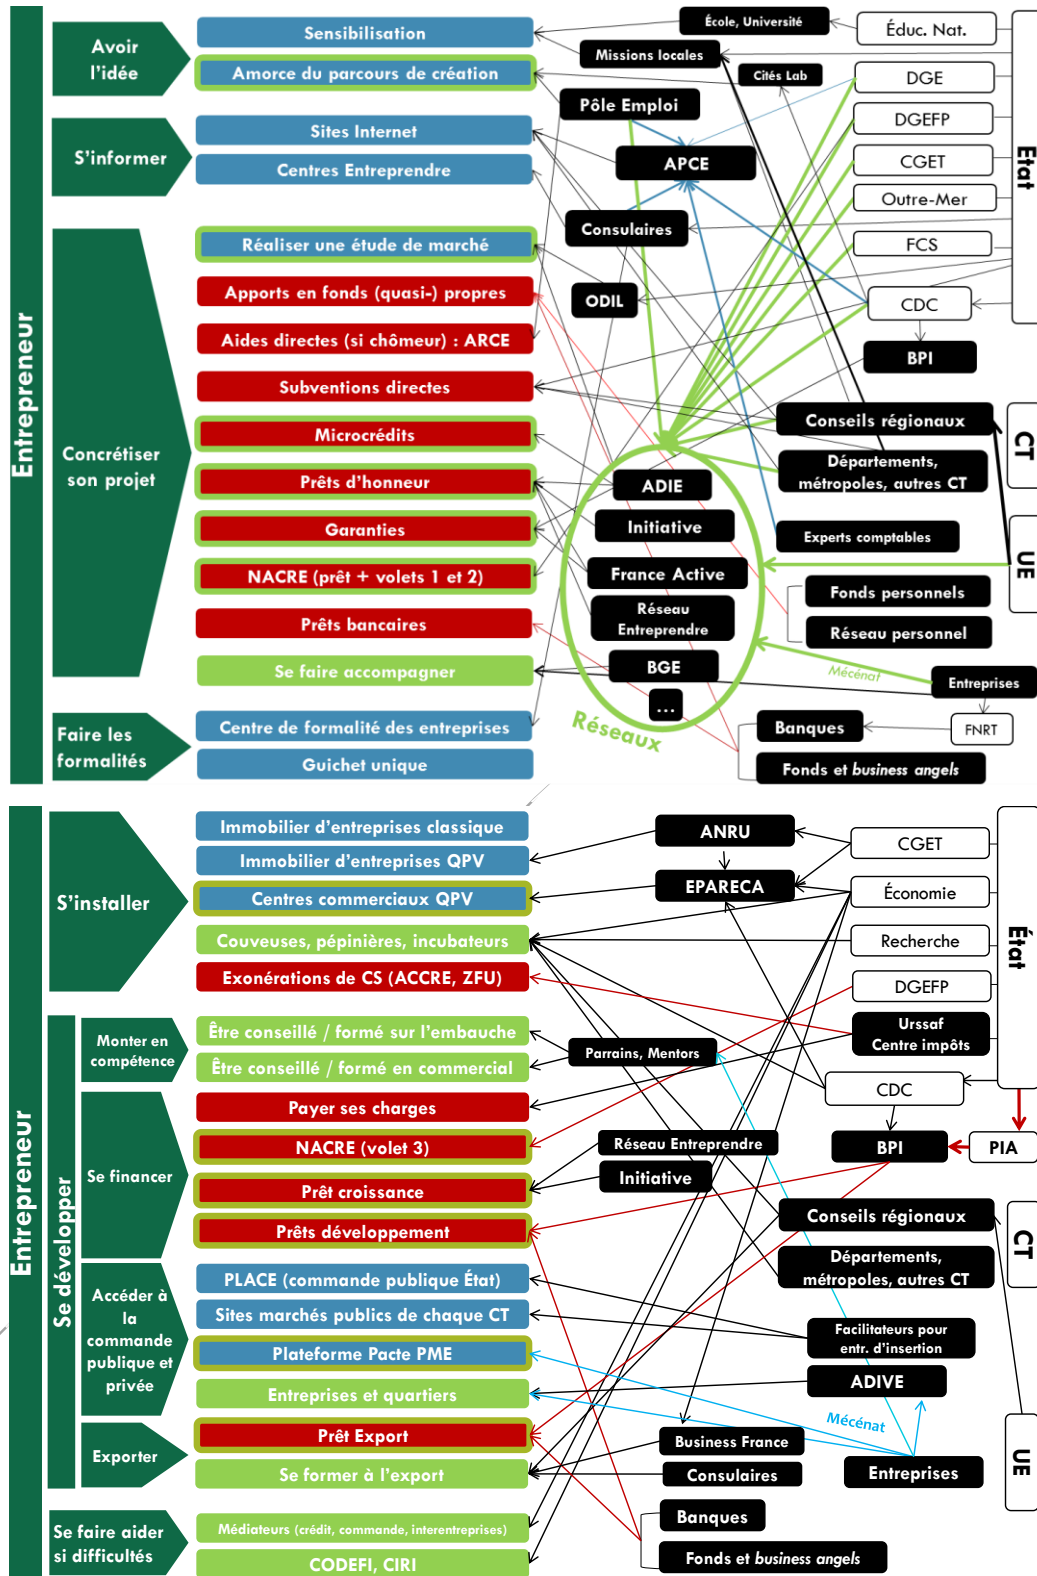 Entrepreneur
Avoir
l'idée
Sensibilisation
Amorce du parcours de création
S'informer
Sites Internet
Centres Entreprendre
Concrétiser
son projet
Réaliser une étude de marché
Apports en fonds (quasi-) propres
Aides directes (si chômeur) : ARCE
Subventions directes
Microcrédits
Prêts d'honneur
Garanties
NACRE (prêt + volets 1 et 2)
Prêts bancaires
Se faire accompagner
Faire les
formalités
Centre de formalité des entreprises
Guichet unique
École, Université
Missions locales
Cités Lab
Pôle Emploi
APCE
Consulaires
ODIL
Éduc. Nat.
DGE
DGEFP
CGET
Outre-Mer
FCS
CDC
BPI
Etat
Conseils régionaux
Départements,
métropoles, autres CT
CT
Experts comptables
UE
ADIE
Initiative
France Active
Réseau
Entreprendre
BGE
...
Réseaux
Fonds personnels
Réseau personnel
Mécénat
Entreprises
FNRT
Banques
Fonds et business angels
Entrepreneur
S'installer
Immobilier d'entreprises classique
Immobilier d'entreprises QPV
Centres commerciaux QPV
Couveuses, pépinières, incubateurs
Exonérations de CS (ACCRE, ZFU)
Se développer
Monter en
compétence
Être conseillé / formé sur l'embauche
Être conseillé / formé en commercial
Se financer
Payer ses charges
NACRE (volet 3)
Prêt croissance
Prêts développement
Accéder à
la
commande
publique et
privée
PLACE (commande publique État)
Sites marchés publics de chaque CT
Plateforme Pacte PME
Entreprises et quartiers
Exporter
Prêt Export
Se former à l'export
Se faire aider
si difficultés
Médiateurs (crédit, commande, interentreprises)
CODEFI, CIRI
ANRU
EPARECA
CGET
Économie
Recherche
DGEFP
Urssaf
Centre impôts
État
Parrains, Mentors
CDC
BPI
PIA
Réseau Entreprendre
Initiative
Conseils régionaux
Départements,
métropoles, autres CT
CT
Facilitateurs pour
entr. d'insertion
ADIVE
Mécénat
Business France
Consulaires
Entreprises
UE
Banques
Fonds et business angels